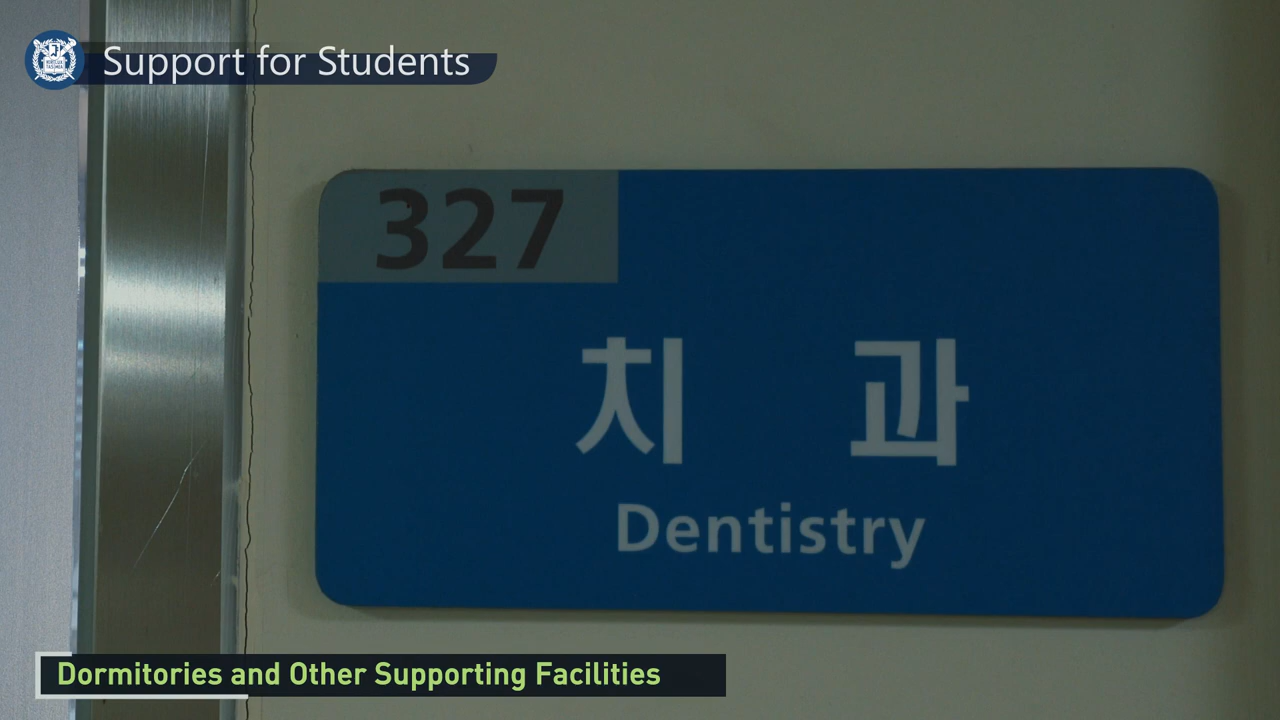 Support for Students
327
치 과
Dentistry
Dormitories and Other Supporting Facilities